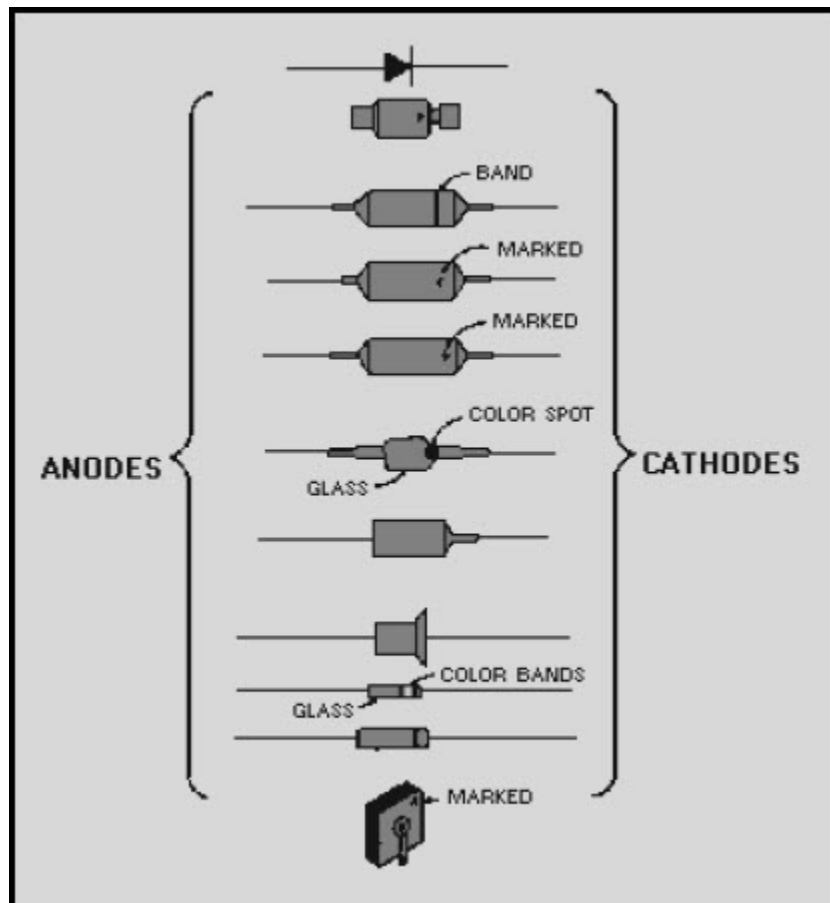 BAND
MARKED
MARKED
COLOR SPOT
ANODES
CATHODES
GLASS
COLOR BANDS
GLASS
MARKED